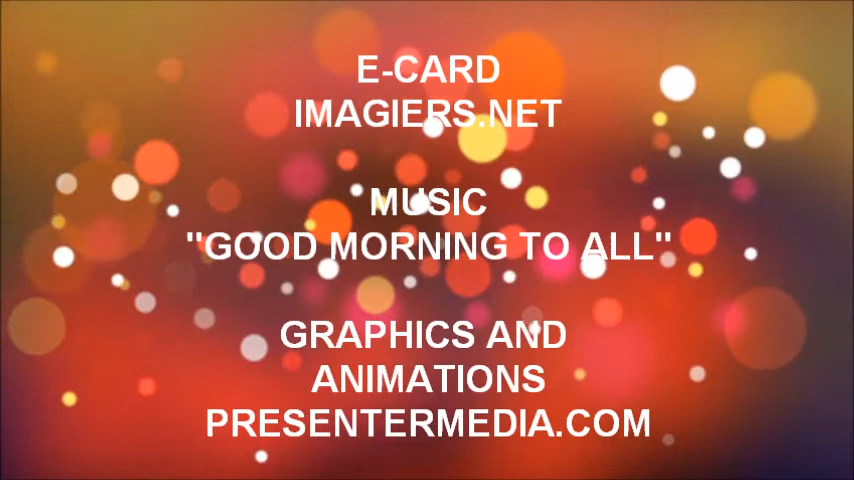 E-CARD
IMAGIERS.NET
MUSIC
"GOOD MORNING TO ALL"
GRAPHICS AND
ANIMATIONS
PRESENTERMEDIA.COM